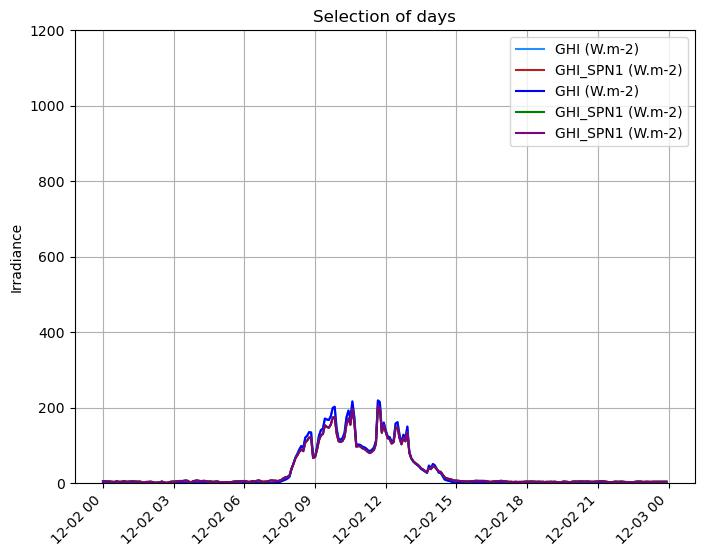 Selection of days
1200
1000
800
600
400
200
0
Irradiance
GHI (W.m-2)
GHI_SPN1 (W.m-2)
GHI (W.m-2)
GHI_SPN1 (W.m-2)
GHI_SPN1 (W.m-2)
12-02 00
12-02 03
12-02 06
12-02 09
12-02 12
12-02 15
12-02 18
12-02 21
12-03 00